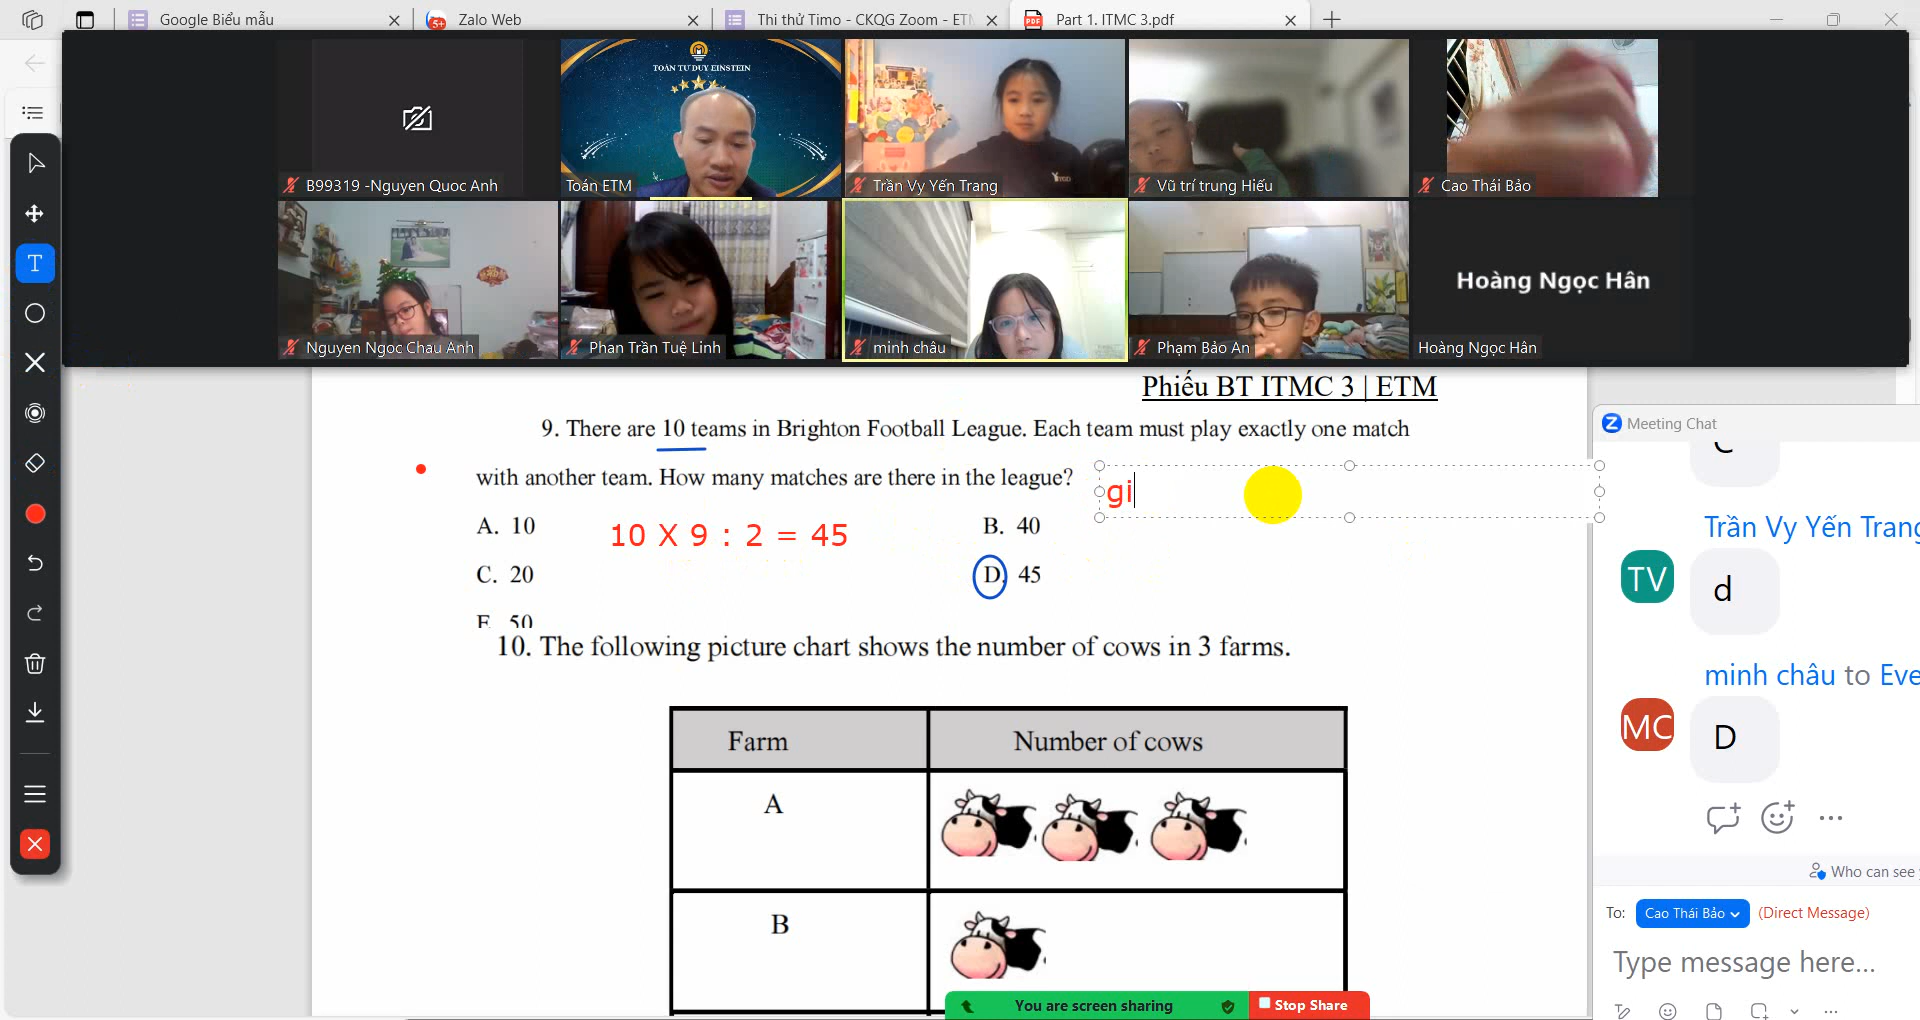 Google Biểu mẫu
5+
Zalo Web
Thi thử Timo - CKQG Zoom - ETM
PDF
Part 1. ITMC 3.pdf
TOÁN TƯ DUY EINSTEIN
B99319 -Nguyen Quoc Anh
Toán ETM
Trần Vy Yến Trang
Vũ trí trung Hiếu
Cao Thái Bảo
Hoàng Ngọc Hân
Nguyen Ngoc Chau Anh
Phan Trần Tuệ Linh
minh châu
Phạm Bảo An
Hoàng Ngọc Hân
T
Phiếu BT ITMC 3 | ETM
9. There are 10 teams in Brighton Football League. Each team must play exactly one match
with another team. How many matches are there in the league?
gi
A. 10
B. 40
10 X 9 : 2 = 45
C. 20
D. 45
E. 50
10. The following picture chart shows the number of cows in 3 farms.
Farm
Number of cows
A
B
Meeting Chat
Trần Vy Yến Trang
TV
d
minh châu to Eve
MC
D
Who can see
To:
Cao Thái Bảo
(Direct Message)
Type message here...
You are screen sharing
Stop Share